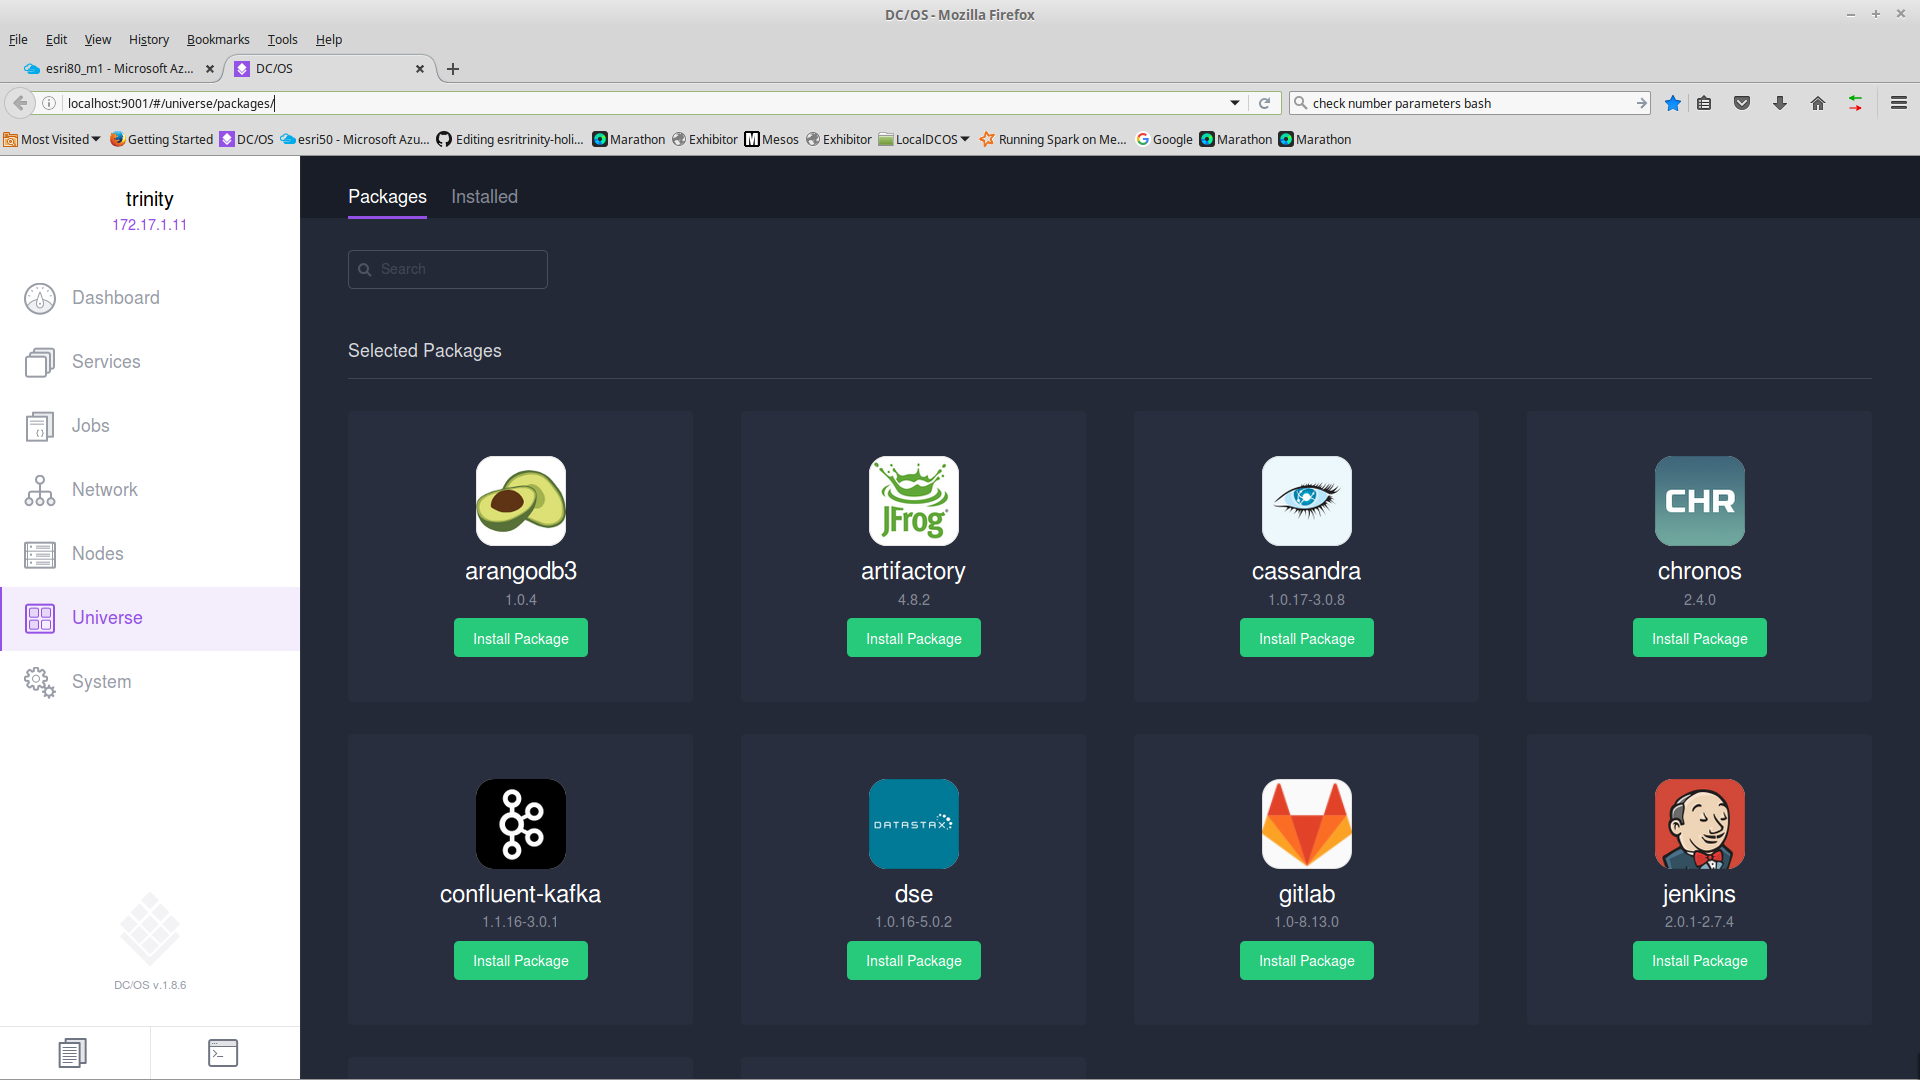 DC/OS - Mozilla Firefox
File Edit View History Bookmarks Tools Help
esri80_m1 - Microsoft Az... DC/OS
localhost:9001/#/universe/packages/ check number parameters bash
Most Visited Getting Started DC/OS esri50 - Microsoft Azu... Editing esritrinity-holi... Marathon Exhibitor Mesos Exhibitor LocalDCOS Running Spark on Me... Google Marathon Marathon
trinity
172.17.1.11
Dashboard
Services
Jobs
Network
Nodes
Universe
System
DC/OS v.1.8.6
Packages Installed
Search
Selected Packages
JFrog
CHR
arangodb3 artifactory cassandra chronos
1.0.4 4.8.2 1.0.17-3.0.8 2.4.0
Install Package Install Package Install Package Install Package
DATASTAX
confluent-kafka dse gitlab jenkins
1.1.16-3.0.1 1.0.16-5.0.2 1.0-8.13.0 2.0.1-2.7.4
Install Package Install Package Install Package Install Package